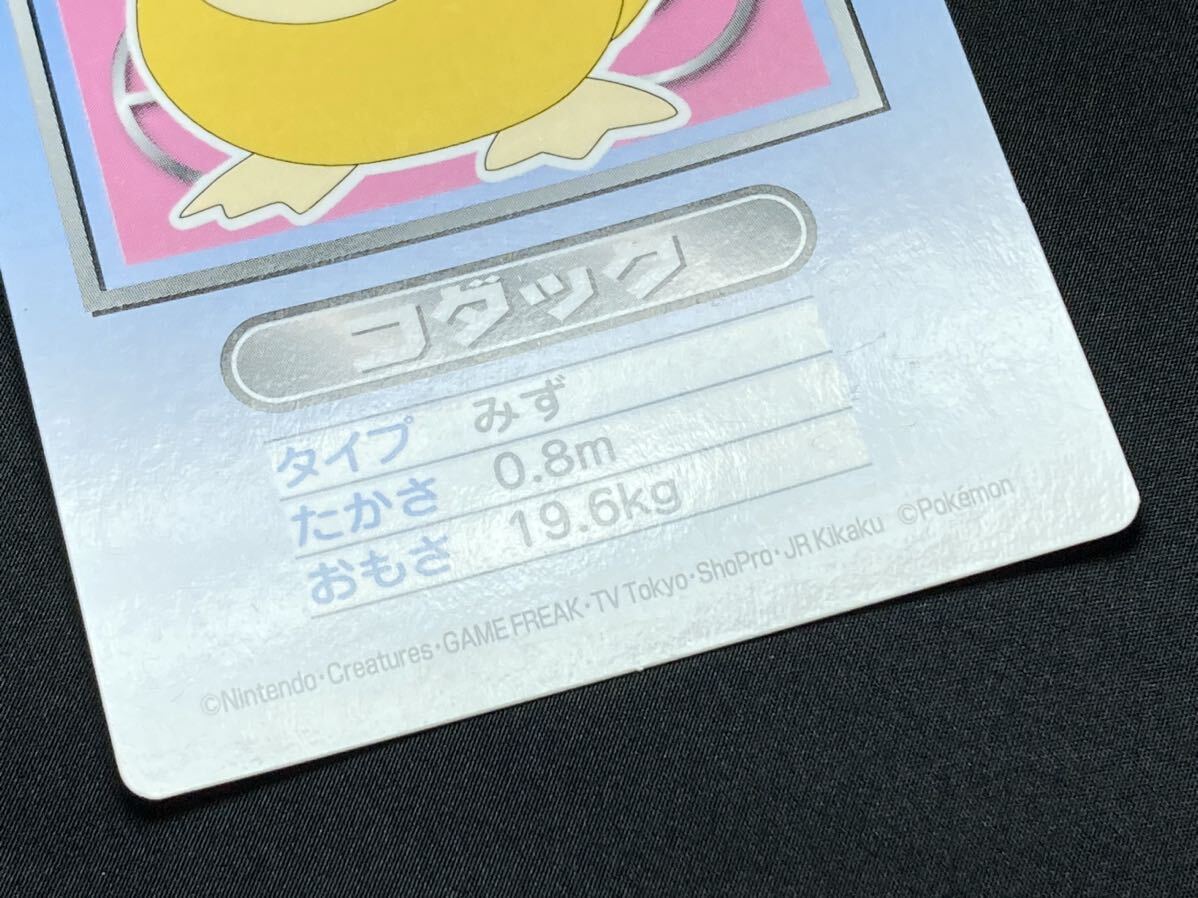 コダック
タイプ みず
たかさ 0.8m
おもさ 19.6kg
©Nintendo･Creatures･GAME FREAK･TV Tokyo･ShoPro･JR Kikaku ©Pokémon